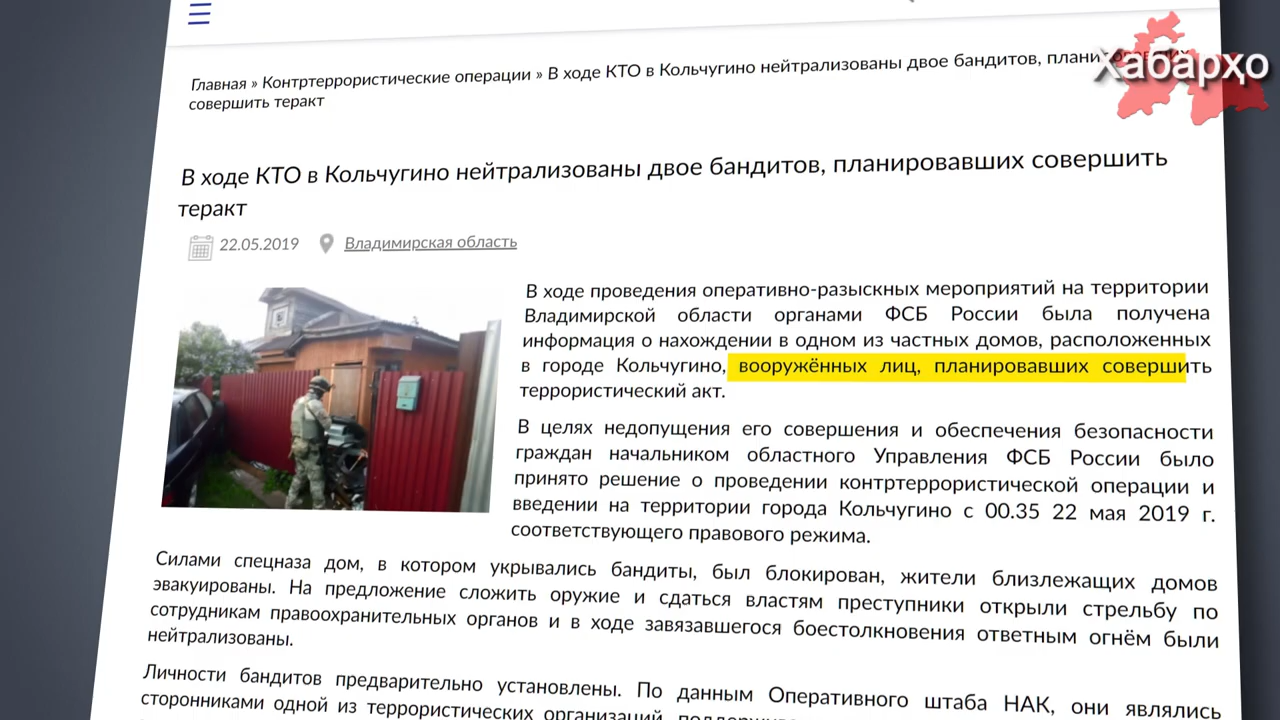 Хабарҳо
Главная » Контртеррористические операции » В ходе КТО в Кольчугино нейтрализованы двое бандитов,
совершить теракт
В ходе КТО в Кольчугино нейтрализованы двое бандитов, планировавших совершить
теракт
22.05.2019 Владимирская область
В ходе проведения оперативно-разыскных мероприятий на территории
Владимирской области органами ФСБ России была получена
информация о нахождении в одном из частных домов, расположенных
в городе Кольчугино, вооружённых лиц, планировавших совершить
террористический акт.
В целях недопущения его совершения и обеспечения безопасности
граждан начальником областного Управления ФСБ России было
принято решение о проведении контртеррористической операции и
введении на территории города Кольчугино с 00.35 22 мая 2019 г.
соответствующего правового режима.
Силами спецназа дом, в котором укрывались бандиты, был блокирован, жители близлежащих домов
эвакуированы. На предложение сложить оружие и сдаться властям преступники открыли стрельбу по
сотрудникам правоохранительных органов и в ходе завязавшегося боестолкновения ответным огнём были
нейтрализованы.
Личности бандитов предварительно установлены. По данным Оперативного штаба НАК, они являлись
сторонниками одной из террористических организаций,